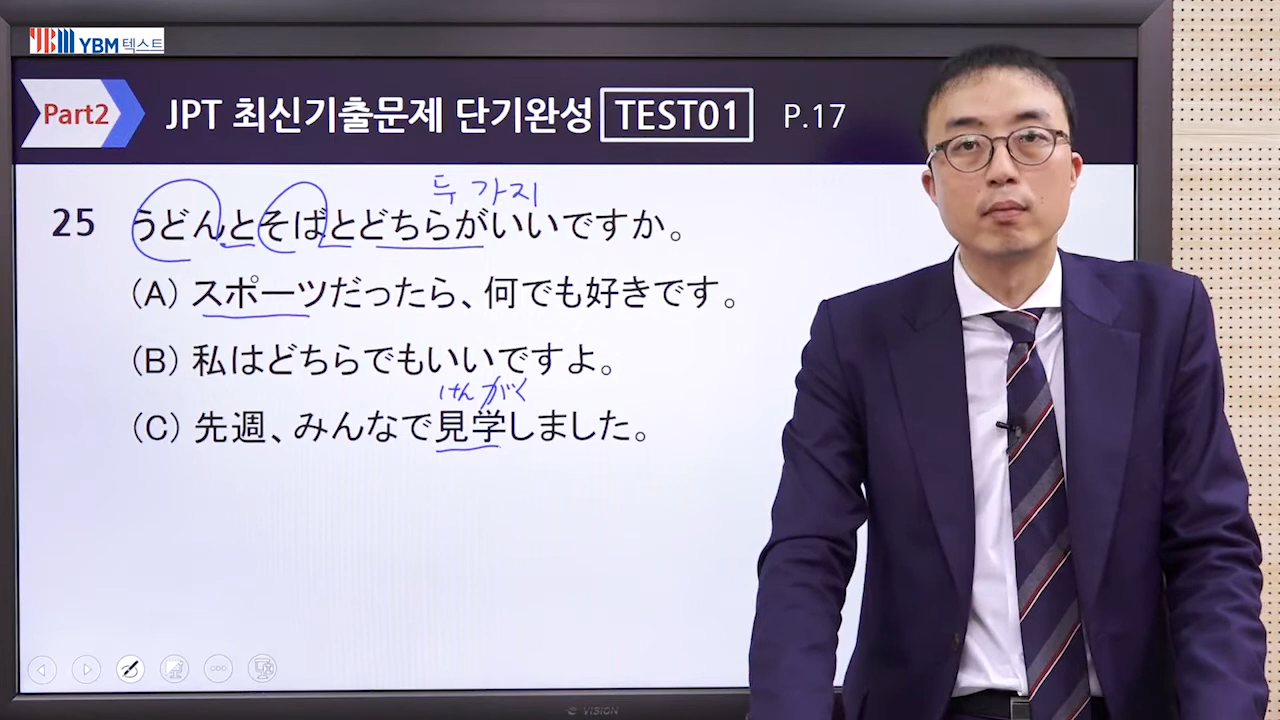 YBM YBM 텍스트
Part2 JPT 최신기출문제 단기완성 TEST01 P.17
두 가지
25 うどんとそばとどちらがいいですか。
(A) スポーツだったら、何でも好きです。
(B) 私はどちらでもいいですよ。
けんがく
(C) 先週、みんなで見学しました。
VISION